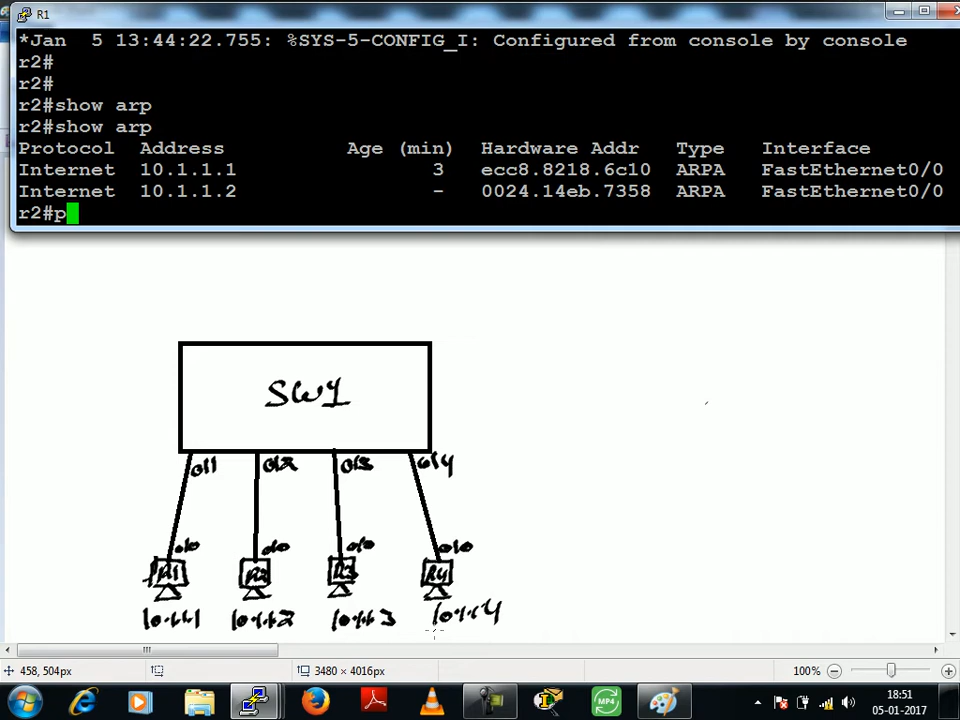 R1
*Jan  5 13:44:22.755: %SYS-5-CONFIG_I: Configured from console by console
r2#
r2#
r2#show arp
r2#show arp
Protocol  Address          Age (min)  Hardware Addr   Type   Interface
Internet  10.1.1.1                3   ecc8.8218.6c10  ARPA   FastEthernet0/0
Internet  10.1.1.2                -   0024.14eb.7358  ARPA   FastEthernet0/0
r2#p
SW1
0/1 0/2 0/3 0/4
0/0 0/0 0/0 0/0
R1 R2 R3 R4
10.1.1.1 10.1.1.2 10.1.1.3 10.1.1.4
458, 504px 3480 × 4016px 100%
MP4
18:51
05-01-2017